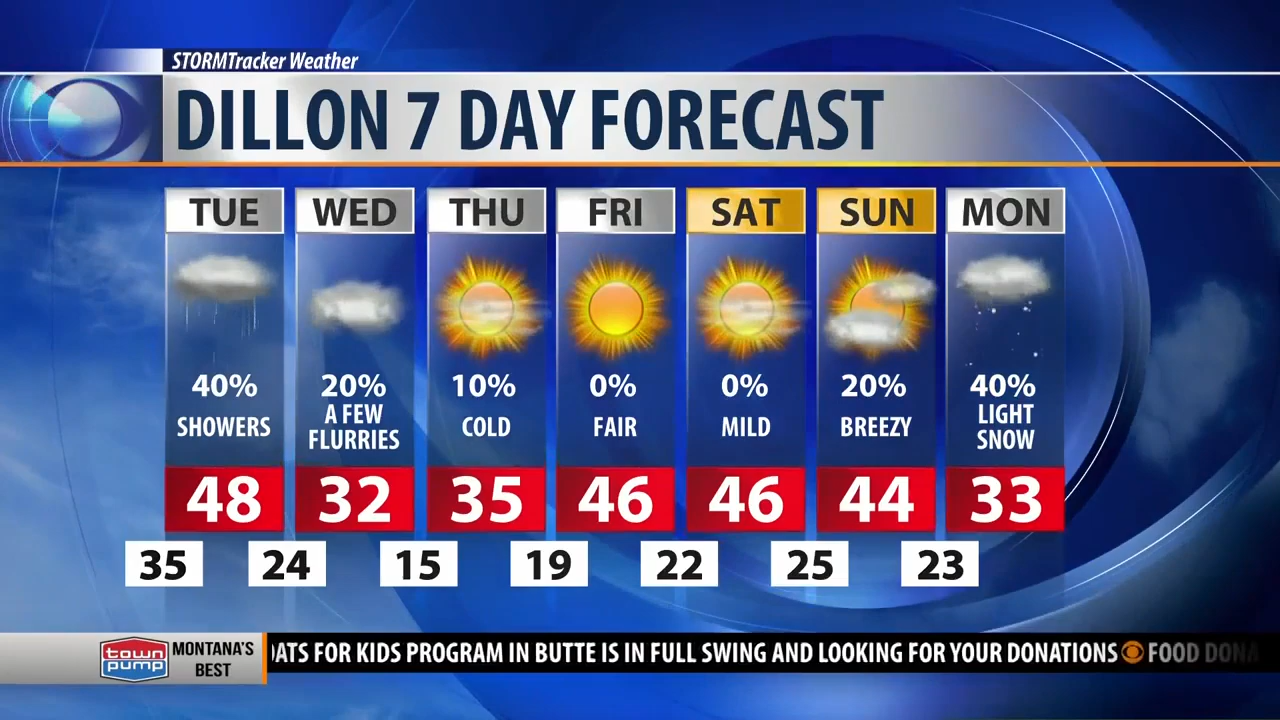 STORMTracker Weather
DILLON 7 DAY FORECAST
TUE WED THU FRI SAT SUN MON
40% 20% 10% 0% 0% 20% 40%
SHOWERS A FEW FLURRIES COLD FAIR MILD BREEZY LIGHT SNOW
48 32 35 46 46 44 33
35 24 15 19 22 25 23
town pump MONTANA'S BEST
OATS FOR KIDS PROGRAM IN BUTTE IS IN FULL SWING AND LOOKING FOR YOUR DONATIONS FOOD DONA